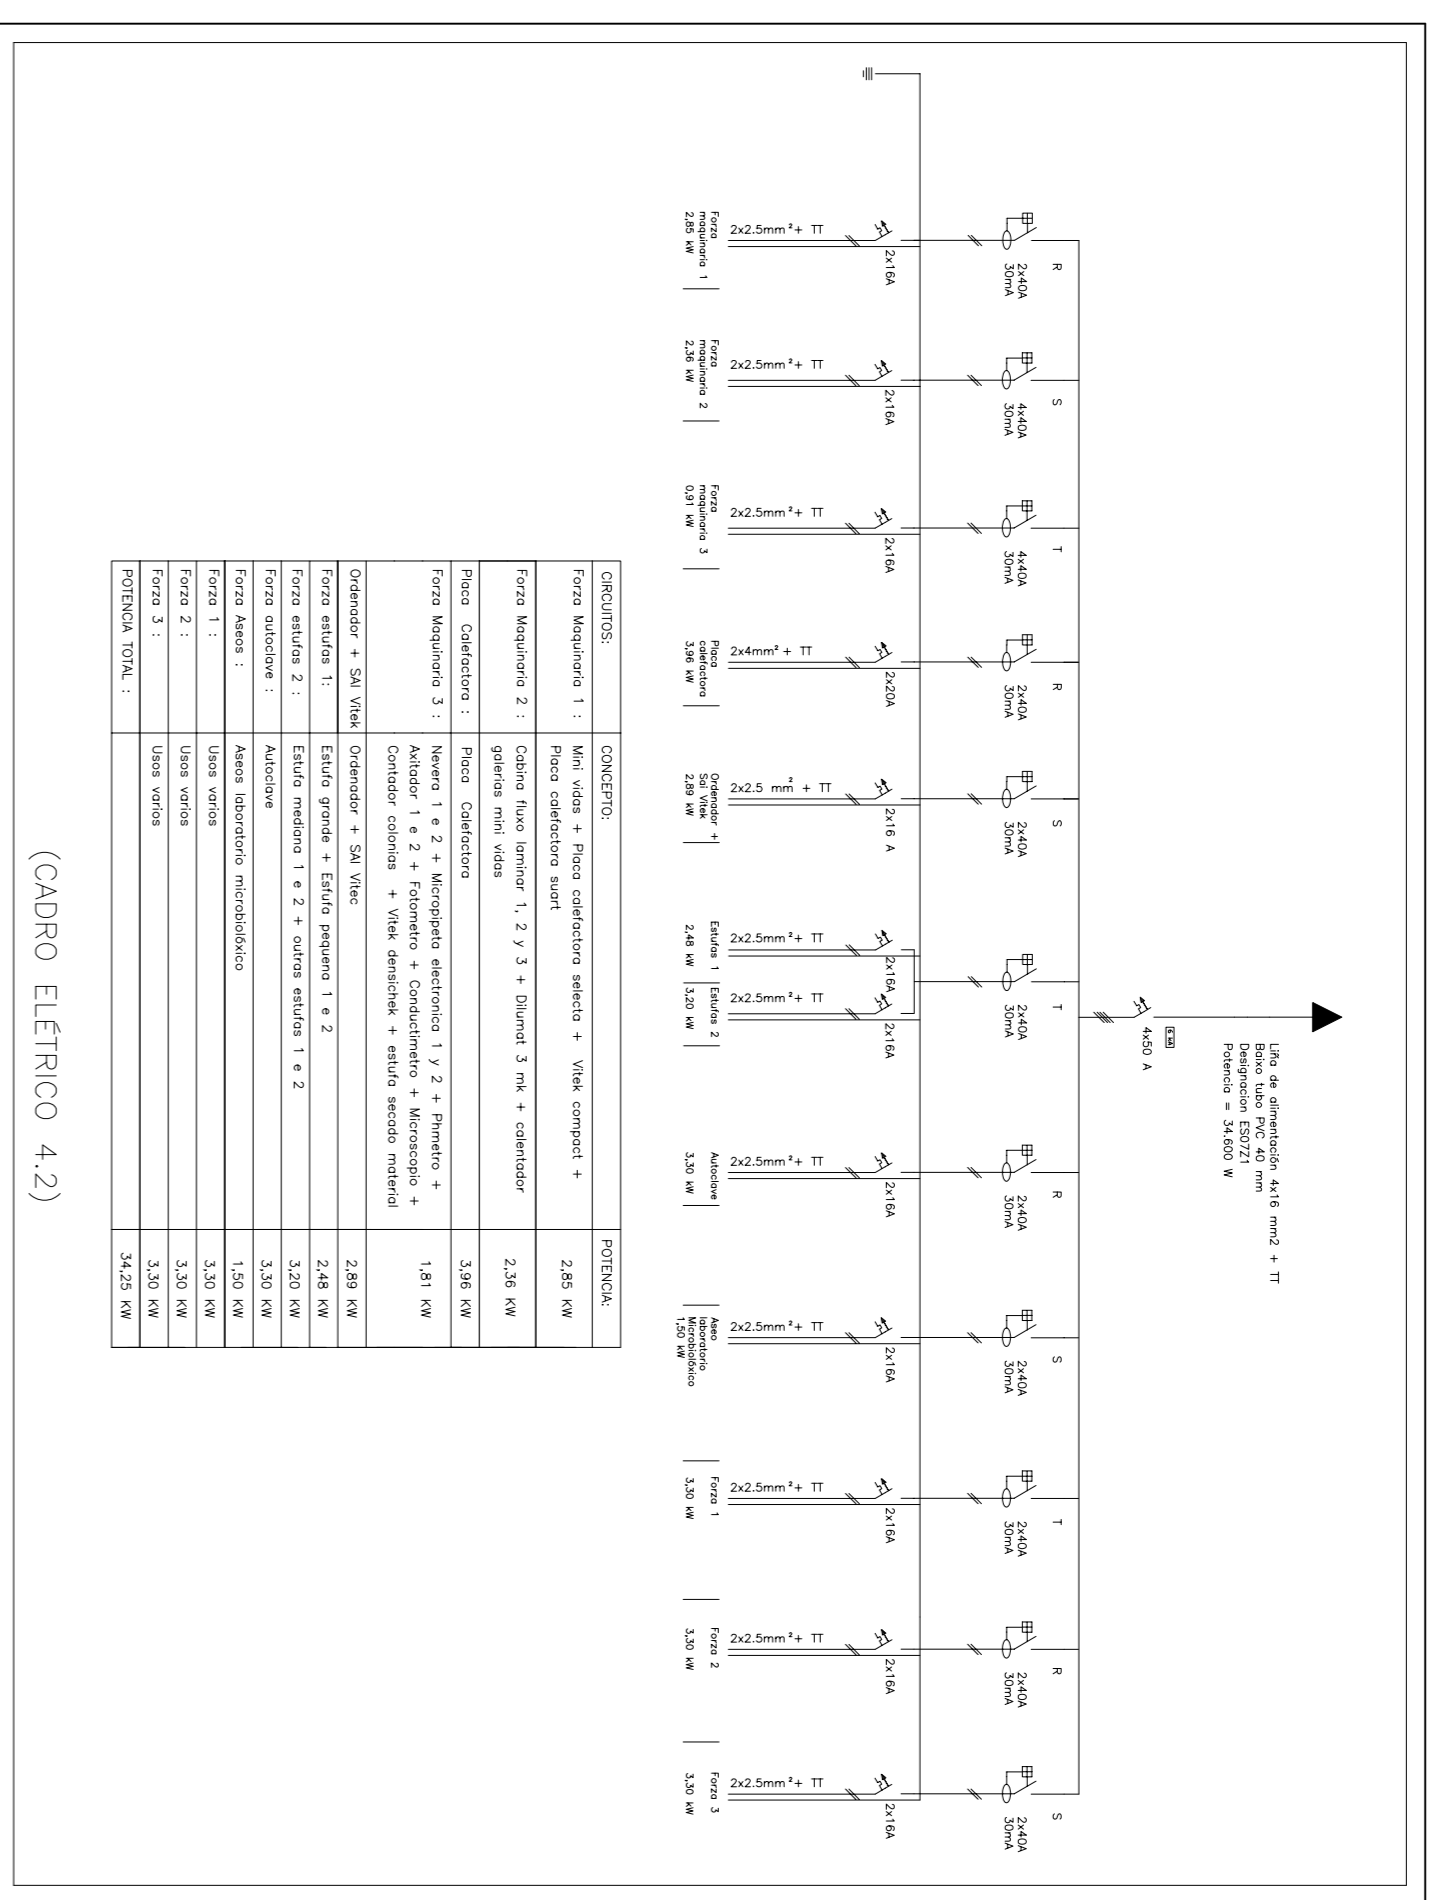 Liña de alimentación 4x16 mm2 + TT
Baixo tubo PVC 40 mm
Designacion ES07Z1
Potencia = 34.600 W
6 kA
4x50 A
R
2x40A
30mA
S
4x40A
30mA
T
4x40A
30mA
R
2x40A
30mA
S
2x40A
30mA
T
2x40A
30mA
R
2x40A
30mA
S
2x40A
30mA
T
2x40A
30mA
R
2x40A
30mA
S
2x40A
30mA
2x16A
2x16A
2x16A
2x20A
2x16 A
2x16A
2x16A
2x16A
2x16A
2x16A
2x16A
2x16A
2x2.5mm²+ TT
2x2.5mm²+ TT
2x2.5mm²+ TT
2x4mm² + TT
2x2.5 mm² + TT
2x2.5mm²+ TT
2x2.5mm²+ TT
2x2.5mm²+ TT
2x2.5mm²+ TT
2x2.5mm²+ TT
2x2.5mm²+ TT
2x2.5mm²+ TT
Forza
maquinaria 1
2,85 kW
Forza
maquinaria 2
2,36 kW
Forza
maquinaria 3
0,91 kW
Placa
calefactora
3,96 kW
Ordenador +
Sai Vitek
2,89 kW
Estufas 1
2,48 kW
Estufas 2
3,20 kW
Autoclave
3,30 kW
Aseo
laboratorio
Microbiolóxico
1,50 kW
Forza 1
3,30 kW
Forza 2
3,30 kW
Forza 3
3,30 kW
CIRCUITOS: CONCEPTO: POTENCIA:
Forza Maquinaria 1 : Mini vidas + Placa calefactora selecta + Vitek compact +
Placa calefactora suart 2,85 KW
Forza Maquinaria 2 : Cabina fluxo laminar 1, 2 y 3 + Dilumat 3 mk + calentador
galerias mini vidas 2,36 KW
Placa Calefactora : Placa Calefactora 3,96 KW
Forza Maquinaria 3 : Nevera 1 e 2 + Micropipeta electronica 1 y 2 + Phmetro +
Axitador 1 e 2 + Fotometro + Conductimetro + Microscopio +
Contador colonias + Vitek densichek + estufa secado material 1,81 KW
Ordenador + SAI Vitek Ordenador + SAI Vitec 2,89 KW
Forza estufas 1: Estufa grande + Esfufa pequena 1 e 2 2,48 KW
Forza estufas 2 : Estufa mediana 1 e 2 + outras estufas 1 e 2 3,20 KW
Forza autoclave : Autoclave 3,30 KW
Forza Aseos : Aseos laboratorio microbiolóxico 1,50 KW
Forza 1 : Usos varios 3,30 KW
Forza 2 : Usos varios 3,30 KW
Forza 3 : Usos varios 3,30 KW
POTENCIA TOTAL : 34,25 KW
(CADRO ELÉTRICO 4.2)